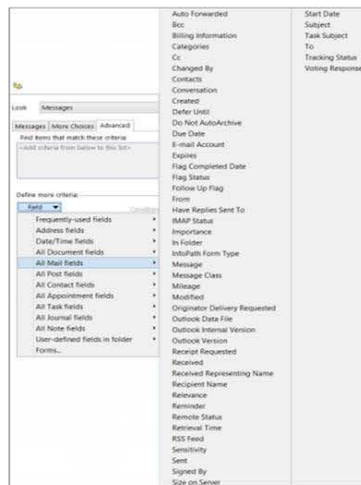 Look
Messages
Messages
More Choices
Advanced
Find items that match these criteria:
<Add criteria from below to this list>
Define more criteria:
Field
Frequently-used fields
Address fields
Date/Time fields
All Document fields
All Mail fields
All Post fields
All Contact fields
All Appointment fields
All Task fields
All Journal fields
All Note fields
User-defined fields in folder
Forms...
Auto Forwarded
Bcc
Billing Information
Categories
Cc
Changed By
Contacts
Conversation
Created
Defer Until
Do Not AutoArchive
Due Date
E-mail Account
Expires
Flag Completed Date
Flag Status
Follow Up Flag
From
Have Replies Sent To
IMAP Status
Importance
In Folder
InfoPath Form Type
Message
Message Class
Mileage
Modified
Originator Delivery Requested
Outlook Data File
Outlook Internal Version
Outlook Version
Receipt Requested
Received
Received Representing Name
Recipient Name
Relevance
Reminder
Remote Status
Retrieval Time
RSS Feed
Sensitivity
Sent
Signed By
Size on Server
Start Date
Subject
Task Subject
To
Tracking Status
Voting Response